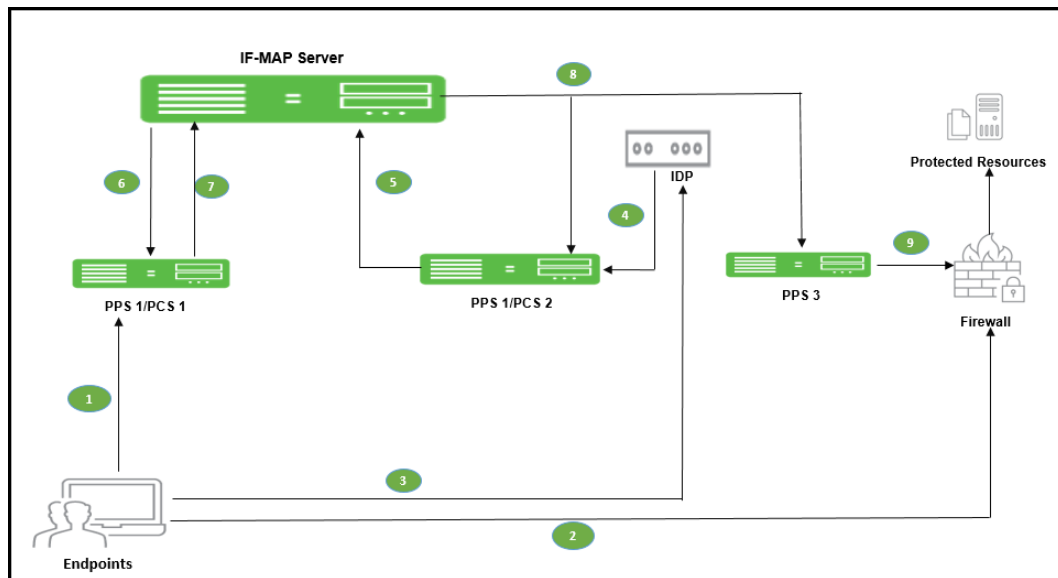 IF-MAP Server
8
Protected Resources
IDP
6
7
5
4
9
PPS 1/PCS 1
PPS 1/PCS 2
PPS 3
Firewall
1
3
2
Endpoints